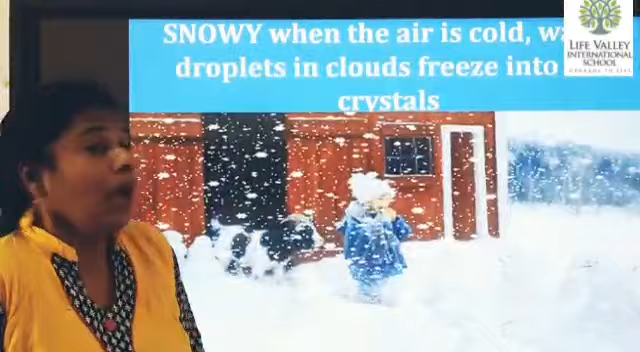 SNOWY when the air is cold,
droplets in clouds freeze into
crystals
LIFE VALLEY
INTERNATIONAL
SCHOOL